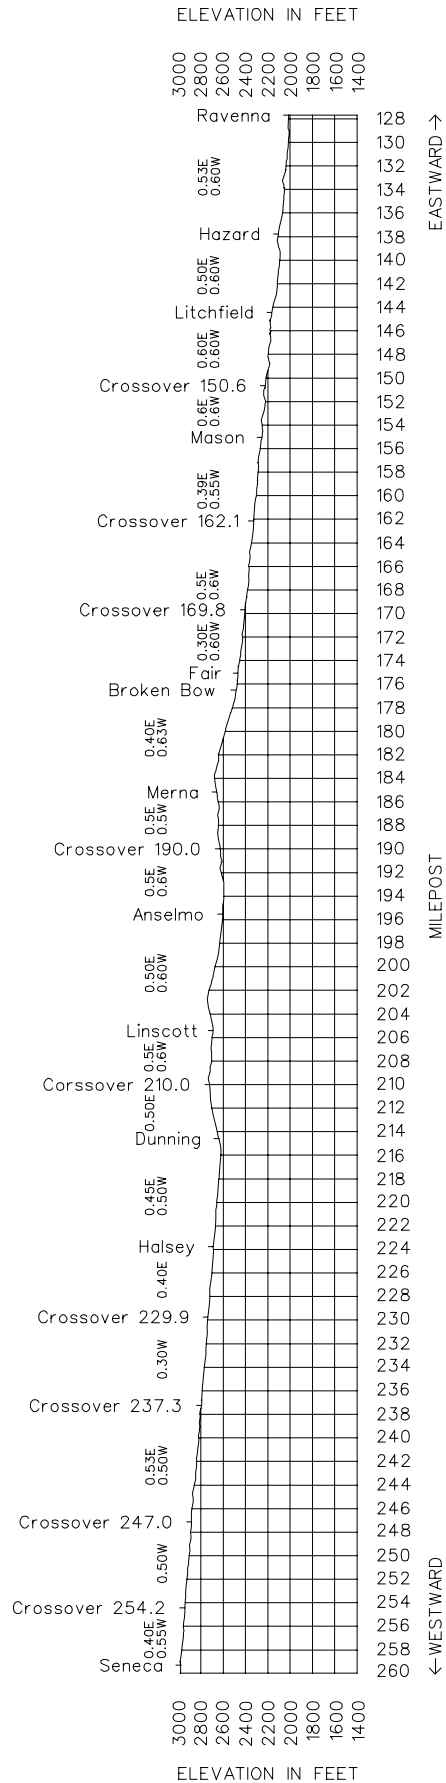 ELEVATION IN FEET
3000 2800 2600 2400 2200 2000 1800 1600 1400
Ravenna
128
EASTWARD →
130
0.53E
0.60W
132
134
136
Hazard
138
140
0.50E
0.60W
142
144
Litchfield
146
0.60E
0.60W
148
150
Crossover 150.6
152
0.6E
0.6W
154
Mason
156
158
0.39E
0.55W
160
Crossover 162.1
162
164
166
0.5E
0.6W
168
Crossover 169.8
170
0.30E
0.60W
172
174
Fair
176
Broken Bow
178
0.40E
0.63W
180
182
184
Merna
186
0.5E
0.5W
188
Crossover 190.0
190
MILEPOST
0.5E
0.6W
192
194
Anselmo
196
198
0.50E
0.60W
200
202
204
Linscott
206
0.5E
0.6W
208
Corssover 210.0
210
0.50E
212
Dunning
214
216
0.45E
0.50W
218
220
222
Halsey
224
0.40E
226
228
Crossover 229.9
230
232
0.30W
234
236
Crossover 237.3
238
240
0.53E
0.50W
242
244
246
Crossover 247.0
248
0.50W
250
252
Crossover 254.2
254
256
0.40E
0.55W
258
Seneca
260
←WESTWARD
3000 2800 2600 2400 2200 2000 1800 1600 1400
ELEVATION IN FEET